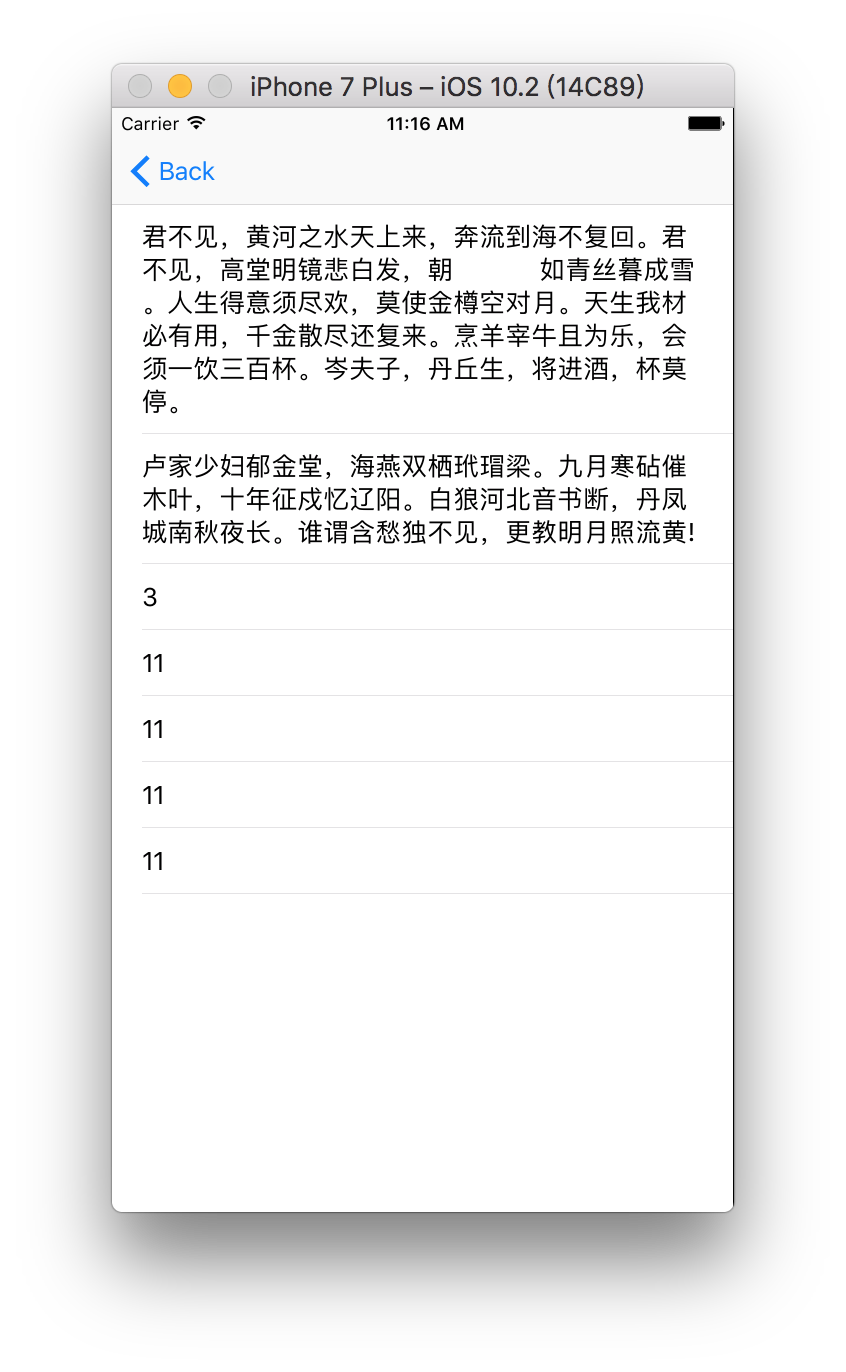 iPhone 7 Plus – iOS 10.2 (14C89)
Carrier 11:16 AM
Back
君不见，黄河之水天上来，奔流到海不复回。君
不见，高堂明镜悲白发，朝 如青丝暮成雪
。人生得意须尽欢，莫使金樽空对月。天生我材
必有用，千金散尽还复来。烹羊宰牛且为乐，会
须一饮三百杯。岑夫子，丹丘生，将进酒，杯莫
停。
卢家少妇郁金堂，海燕双栖玳瑁梁。九月寒砧催
木叶，十年征戍忆辽阳。白狼河北音书断，丹凤
城南秋夜长。谁谓含愁独不见，更教明月照流黄!
3
11
11
11
11